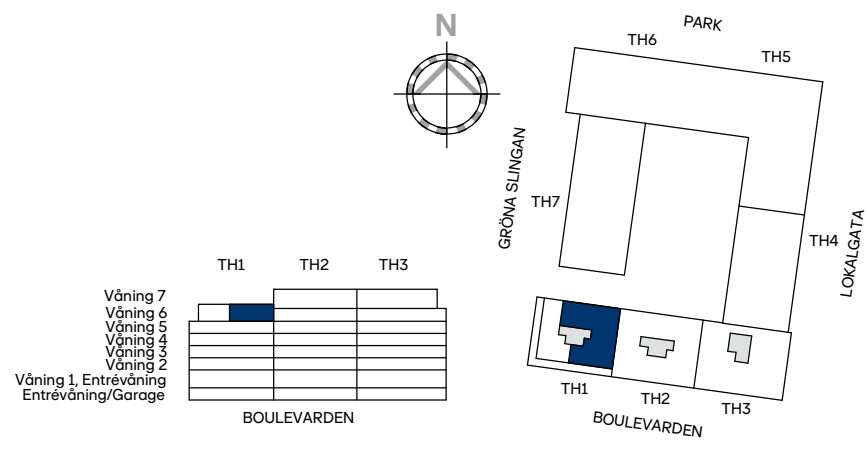 N
PARK
TH6
TH5
GRÖNA SLINGAN
TH7
TH4
LOKALGATA
TH1
TH2
TH3
BOULEVARDEN
TH1 TH2 TH3
Våning 7
Våning 6
Våning 5
Våning 4
Våning 3
Våning 2
Våning 1, Entrévåning
Entrévåning/Garage
BOULEVARDEN